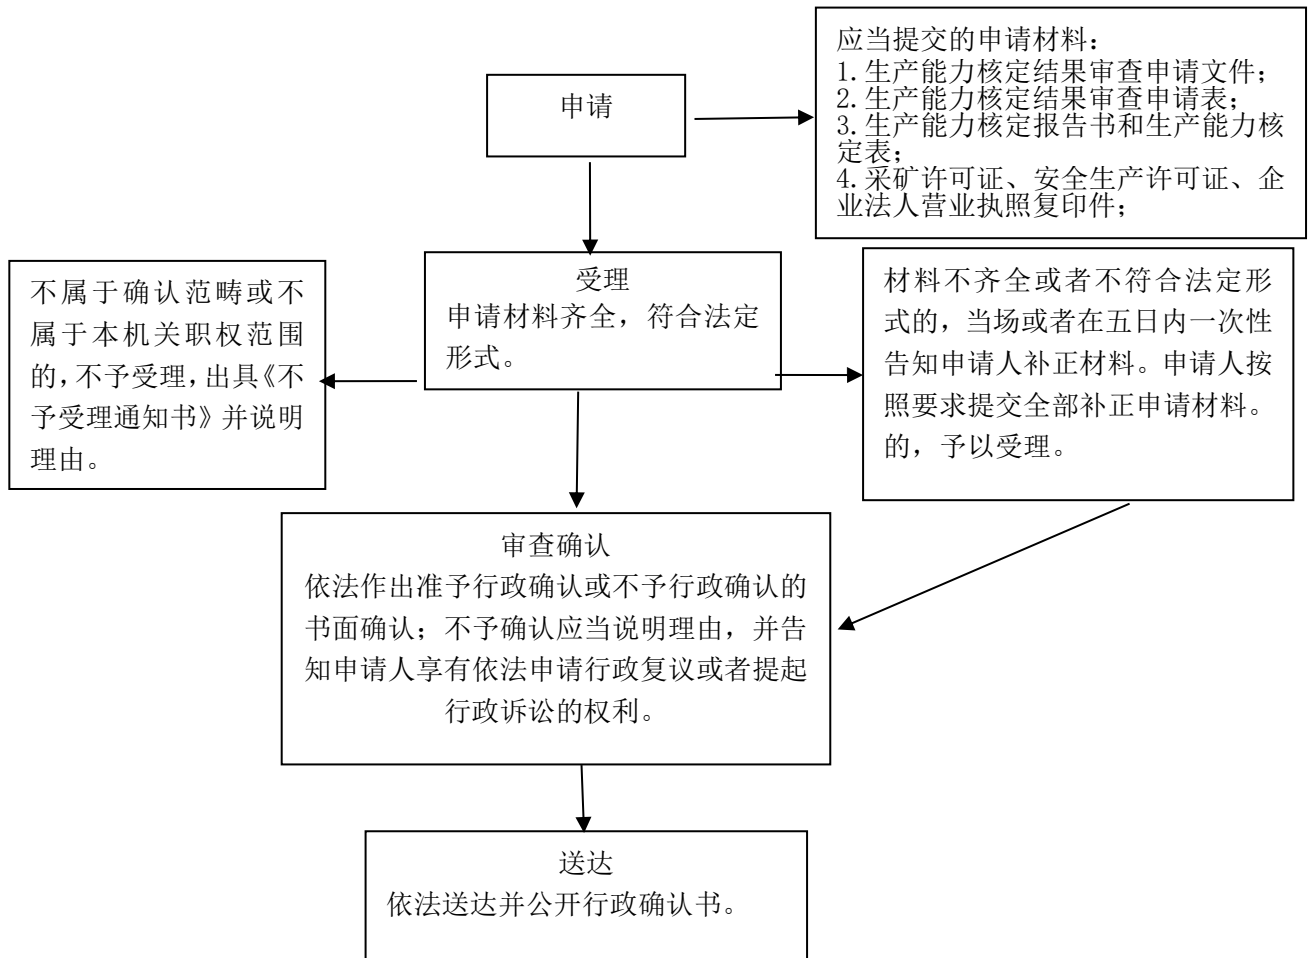 申请
应当提交的申请材料：
1.生产能力核定结果审查申请文件；
2.生产能力核定结果审查申请表；
3.生产能力核定报告书和生产能力核
定表；
4.采矿许可证、安全生产许可证、企
业法人营业执照复印件；
受理
申请材料齐全，符合法定
形式。
不属于确认范畴或不
属于本机关职权范围
的，不予受理，出具《不
予受理通知书》并说明
理由。
材料不齐全或者不符合法定形
式的，当场或者在五日内一次性
告知申请人补正材料。申请人按
照要求提交全部补正申请材料。
的，予以受理。
审查确认
依法作出准予行政确认或不予行政确认的
书面确认；不予确认应当说明理由，并告
知申请人享有依法申请行政复议或者提起
行政诉讼的权利。
送达
依法送达并公开行政确认书。